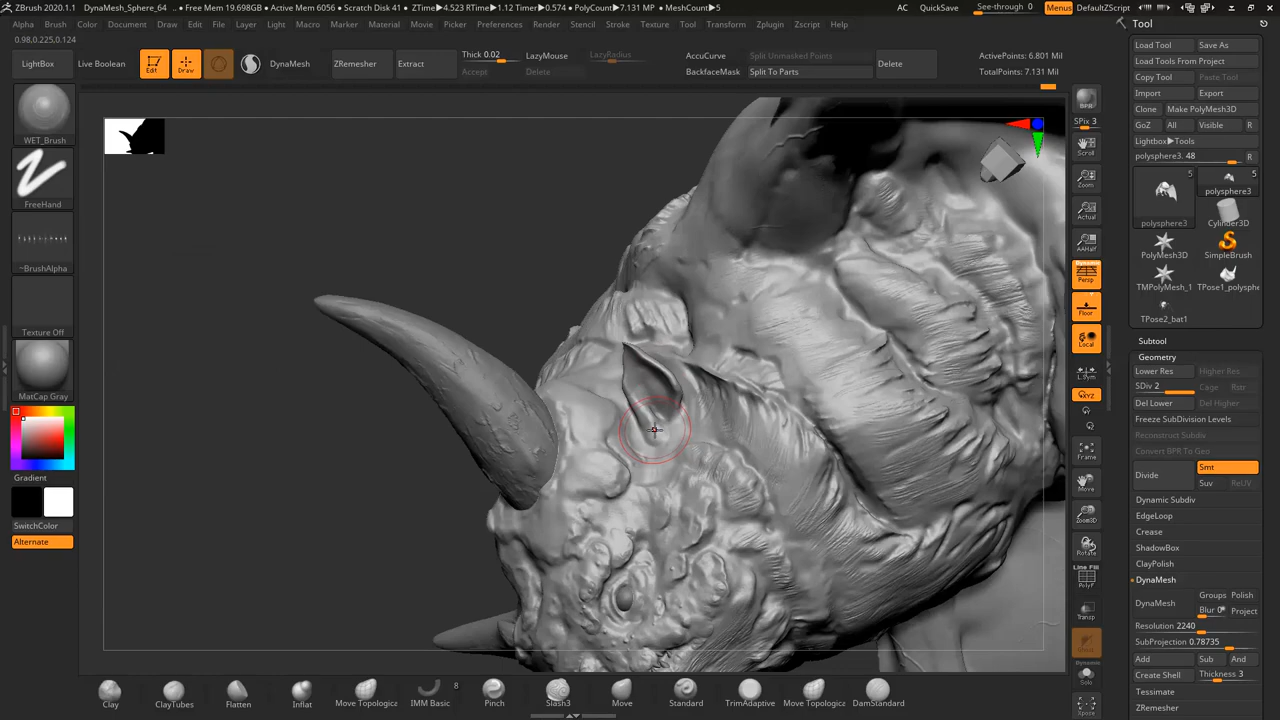 ZBrush 2020.1.1 DynaMesh_Sphere_64 • Free Mem 19.698GB • Active Mem 6056 • Scratch Disk 41 • ZTime▶4.523 RTime▶1.12 Timer▶0.574 • PolyCount▶7.131 MP • MeshCount▶5 AC QuickSave See-through 0 Menus DefaultZScript
Alpha Brush Color Document Draw Edit File Layer Light Macro Marker Material Movie Picker Preferences Render Stencil Stroke Texture Tool Transform Zplugin Zscript Help
0.98,0.225,0.124
LightBox Live Boolean Edit Draw DynaMesh ZRemesher Extract
Thick 0.02 LazyMouse LazyRadius AccuCurve Split Unmasked Points Delete ActivePoints: 6.801 Mil
Accept Delete BackfaceMask Split To Parts TotalPoints: 7.131 Mil
WET_Brush
FreeHand
~BrushAlpha
Texture Off
MatCap Gray
Gradient
SwitchColor
Alternate
BPR
SPix 3
Scroll
Zoom
Actual
AAHalf
Dynamic
Persp
Floor
Local
L.Sym
XYZ
Frame
Move
Zoom3D
Rotate
Line Fill
PolyF
Transp
Ghost
Dynamic
Solo
Xpose
Tool
Load Tool Save As
Load Tools From Project
Copy Tool Paste Tool
Import Export
Clone Make PolyMesh3D
GoZ All Visible R
Lightbox▶Tools
polysphere3. 48 R
5 5
polysphere3
polysphere3 Cylinder3D
PolyMesh3D SimpleBrush
TMPolyMesh_1 TPose1_polysphe
TPose2_bat1
Subtool
Geometry
Lower Res Higher Res
SDiv 2 Cage Rstr
Del Lower Del Higher
Freeze SubDivision Levels
Reconstruct Subdiv
Convert BPR To Geo
Divide Smt
Suv ReUV
Dynamic Subdiv
EdgeLoop
Crease
ShadowBox
ClayPolish
DynaMesh
DynaMesh Groups Polish
Blur 0 Project
Resolution 2240
SubProjection 0.78735
Add Sub And
Create Shell Thickness 3
Tessimate
ZRemesher
8
Clay ClayTubes Flatten Inflat Move Topologic IMM Basic Pinch Slash3 Move Standard TrimAdaptive Move Topologic DamStandard